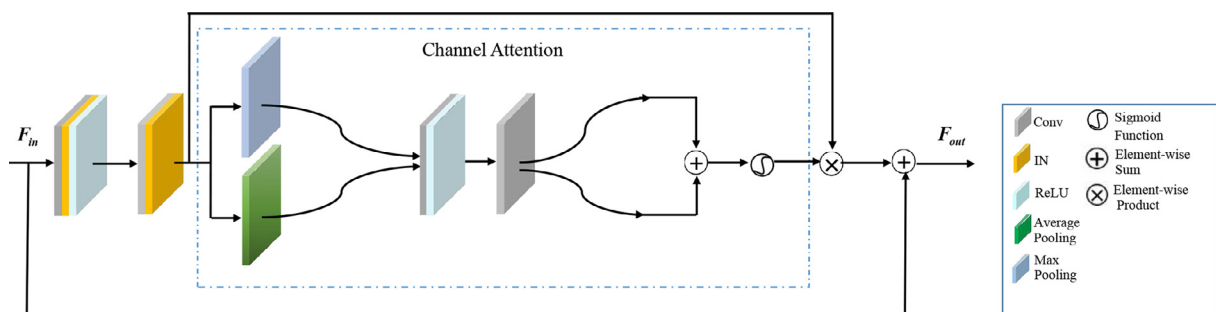 Channel Attention
F_in
F_out
Conv
IN
ReLU
Average
Pooling
Max
Pooling
Sigmoid
Function
Element-wise
Sum
Element-wise
Product